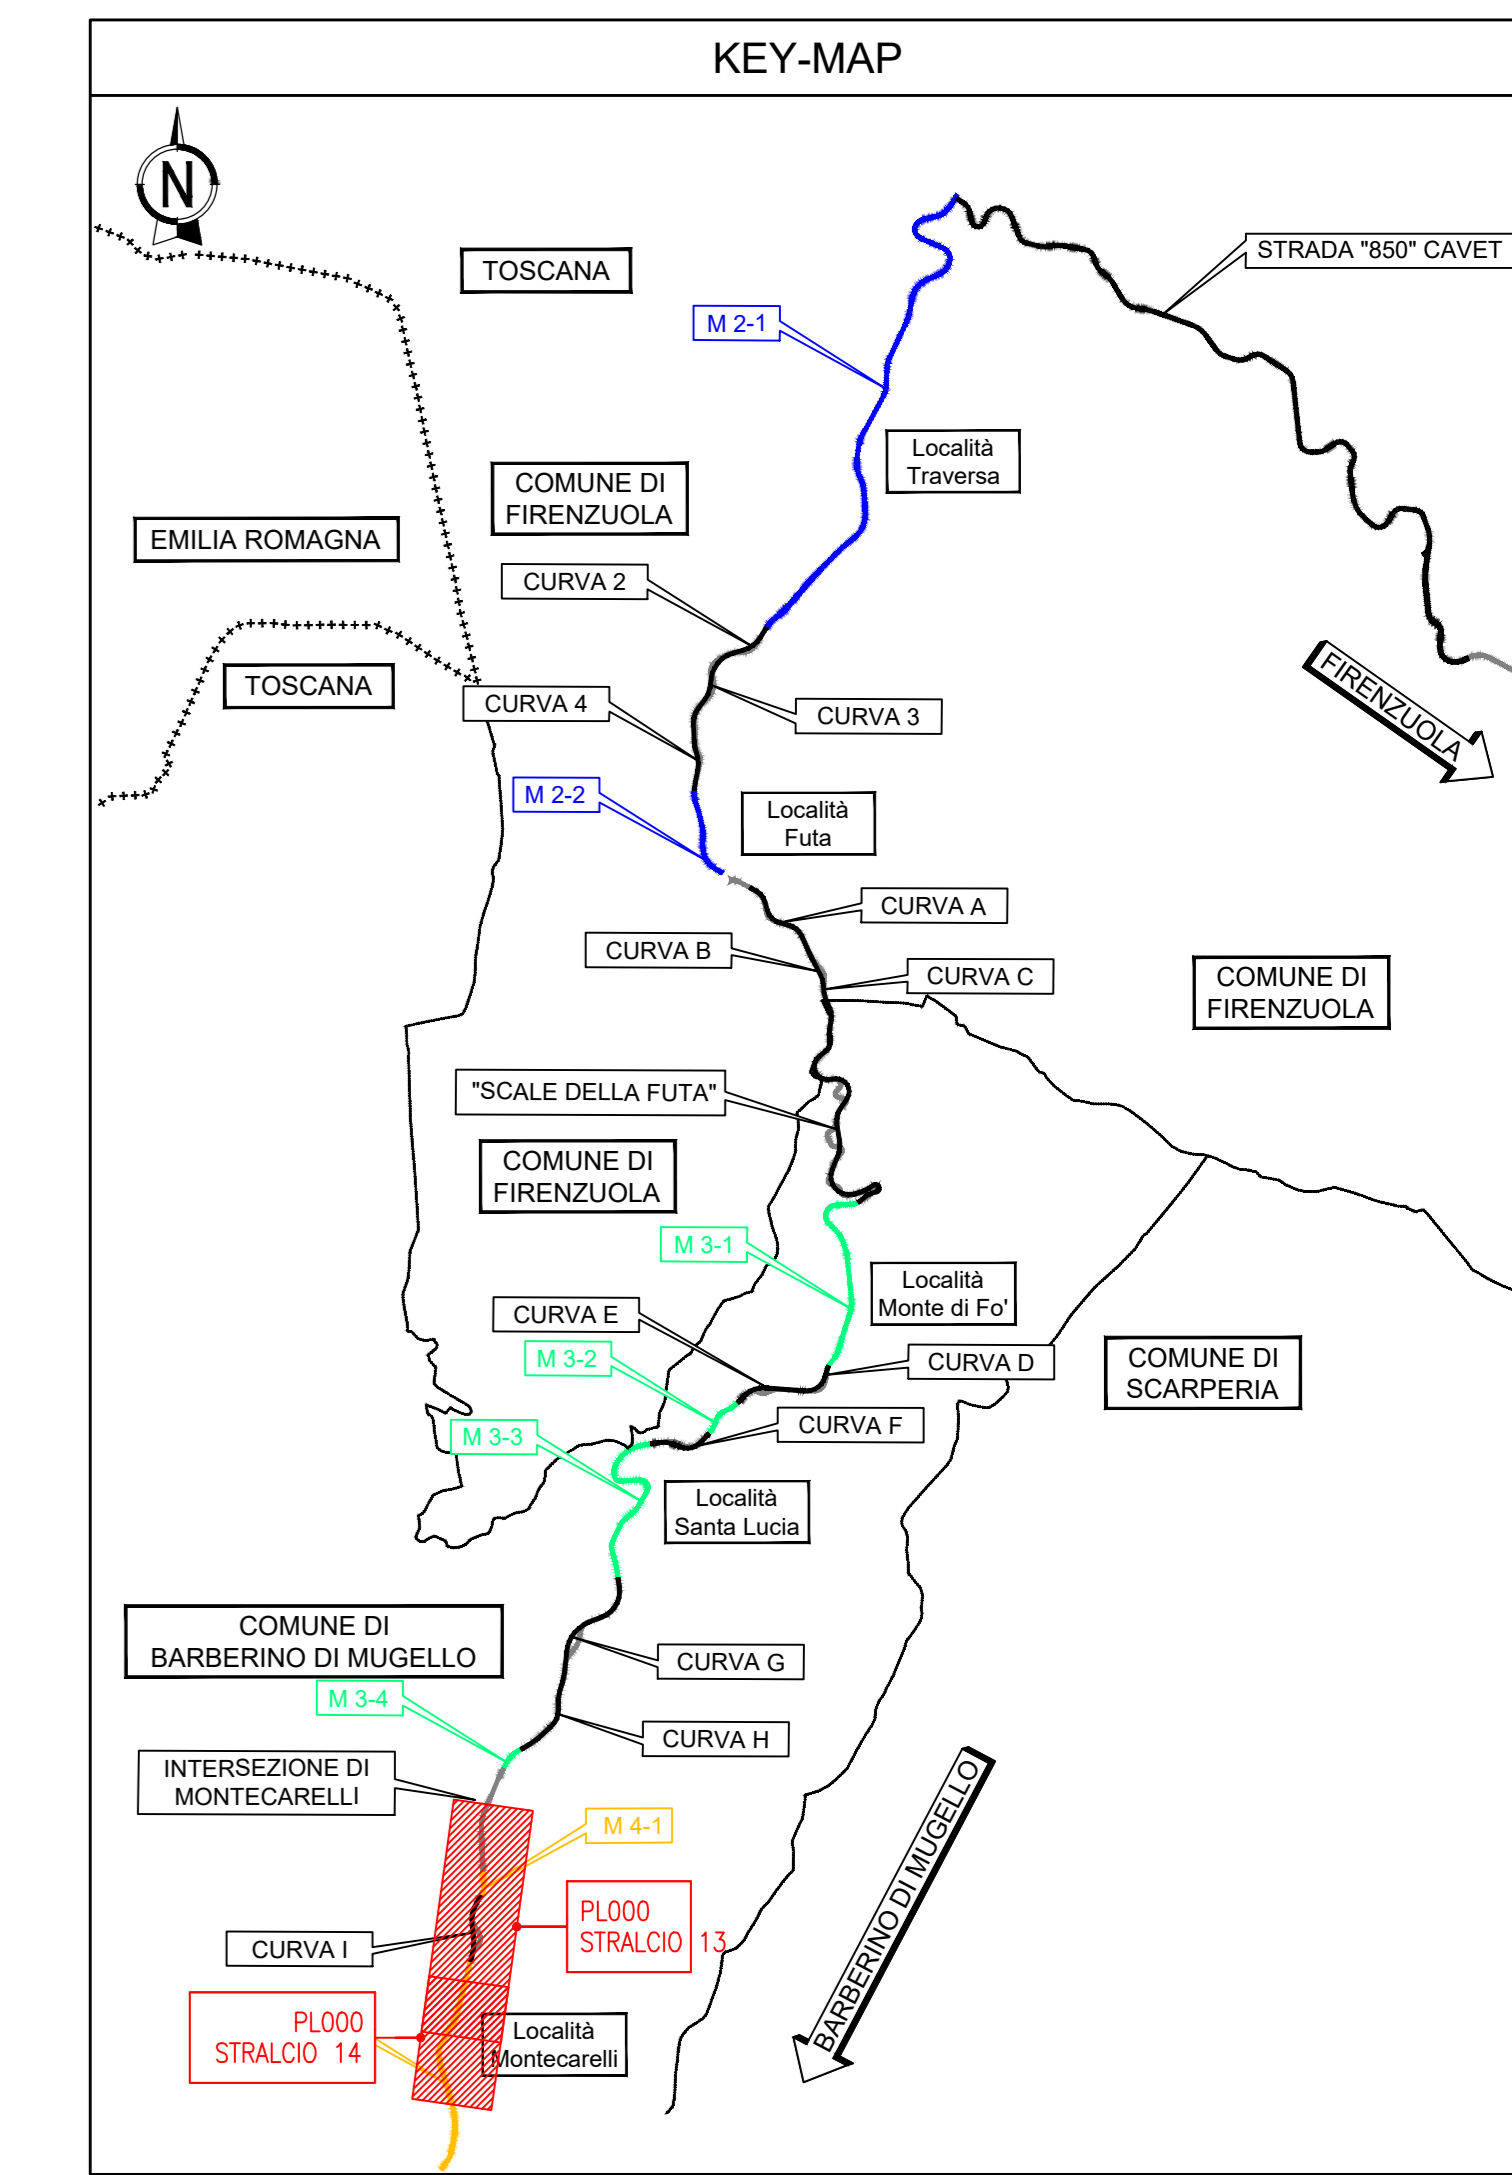 KEY-MAP
N
TOSCANA
STRADA "850" CAVET
M 2-1
Località
Traversa
COMUNE DI
FIRENZUOLA
EMILIA ROMAGNA
CURVA 2
TOSCANA
CURVA 4
CURVA 3
FIRENZUOLA
M 2-2
Località
Futa
CURVA A
CURVA B
CURVA C
COMUNE DI
FIRENZUOLA
"SCALE DELLA FUTA"
COMUNE DI
FIRENZUOLA
M 3-1
Località
Monte di Fo'
CURVA E
M 3-2
CURVA D
COMUNE DI
SCARPERIA
CURVA F
M 3-3
Località
Santa Lucia
COMUNE DI
BARBERINO DI MUGELLO
CURVA G
M 3-4
CURVA H
INTERSEZIONE DI
MONTECARELLI
M 4-1
BARBERINO DI MUGELLO
PL000
STRALCIO 13
CURVA I
PL000
STRALCIO 14
Località
Montecarelli